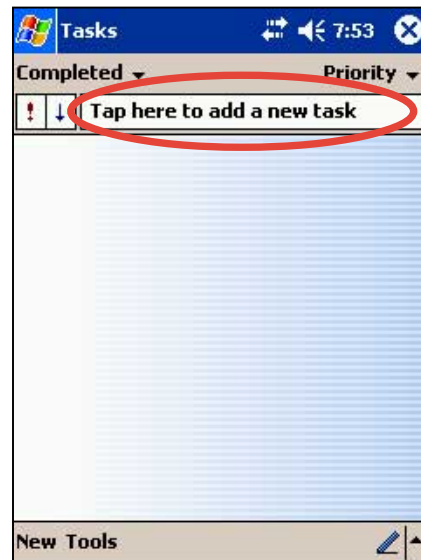 Tasks 7:53
Completed Priority
! ↓ Tap here to add a new task
New Tools